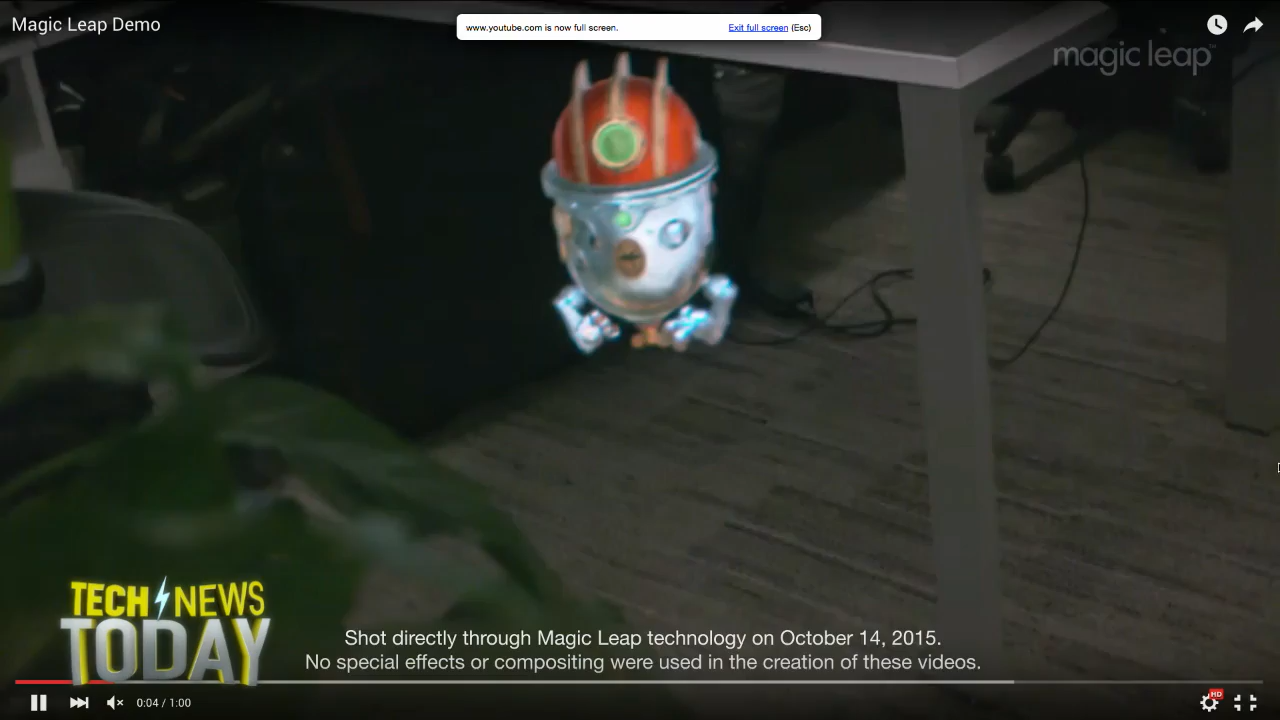 Magic Leap Demo
www.youtube.com is now full screen. Exit full screen (Esc)
magic leap™
TECH NEWS
TODAY
Shot directly through Magic Leap technology on October 14, 2015.
No special effects or compositing were used in the creation of these videos.
0:04 / 1:00
HD